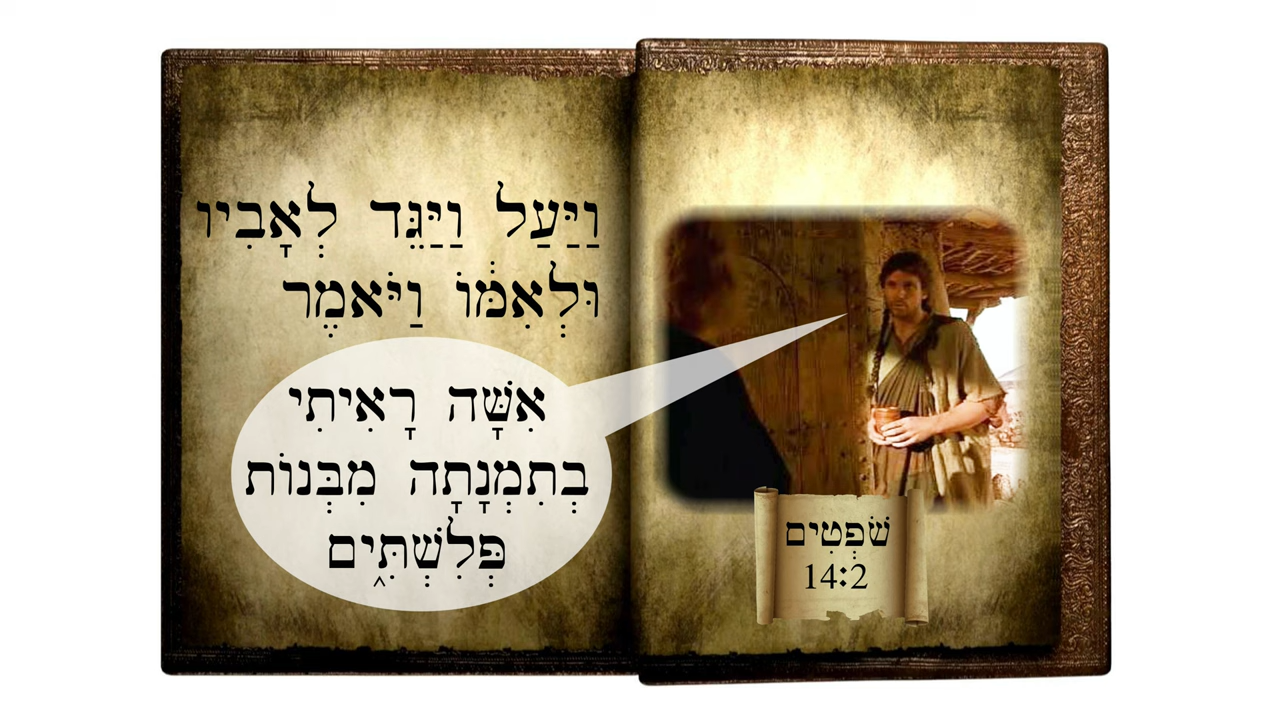 וַיַּעַל וַיַּגֵּד לְאָבִיו
וּלְאִמּ֔וֹ וַיֹּאמֶר
אִשָּׁה רָאִיתִי
בְתִמְנָתָה מִבְּנוֹת
פְּלִשְׁתִּ֑ים
שֹׁפְטִים
14:2